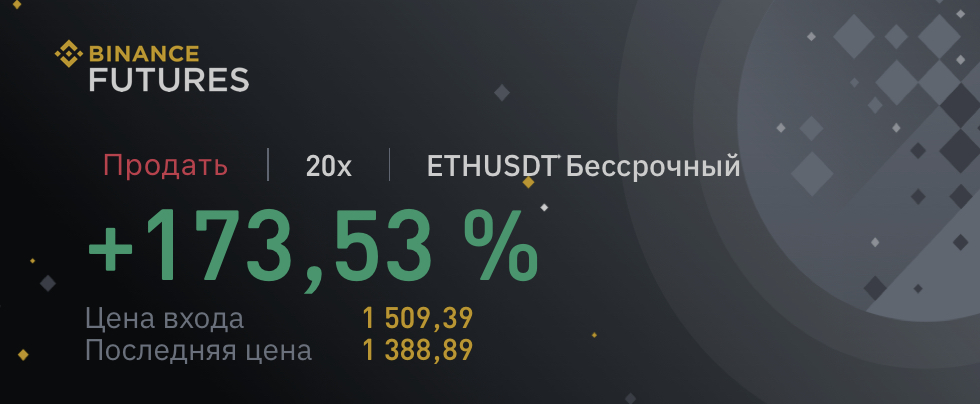 BINANCE
FUTURES
Продать 20x ETHUSDT Бессрочный
+173,53 %
Цена входа 1 509,39
Последняя цена 1 388,89